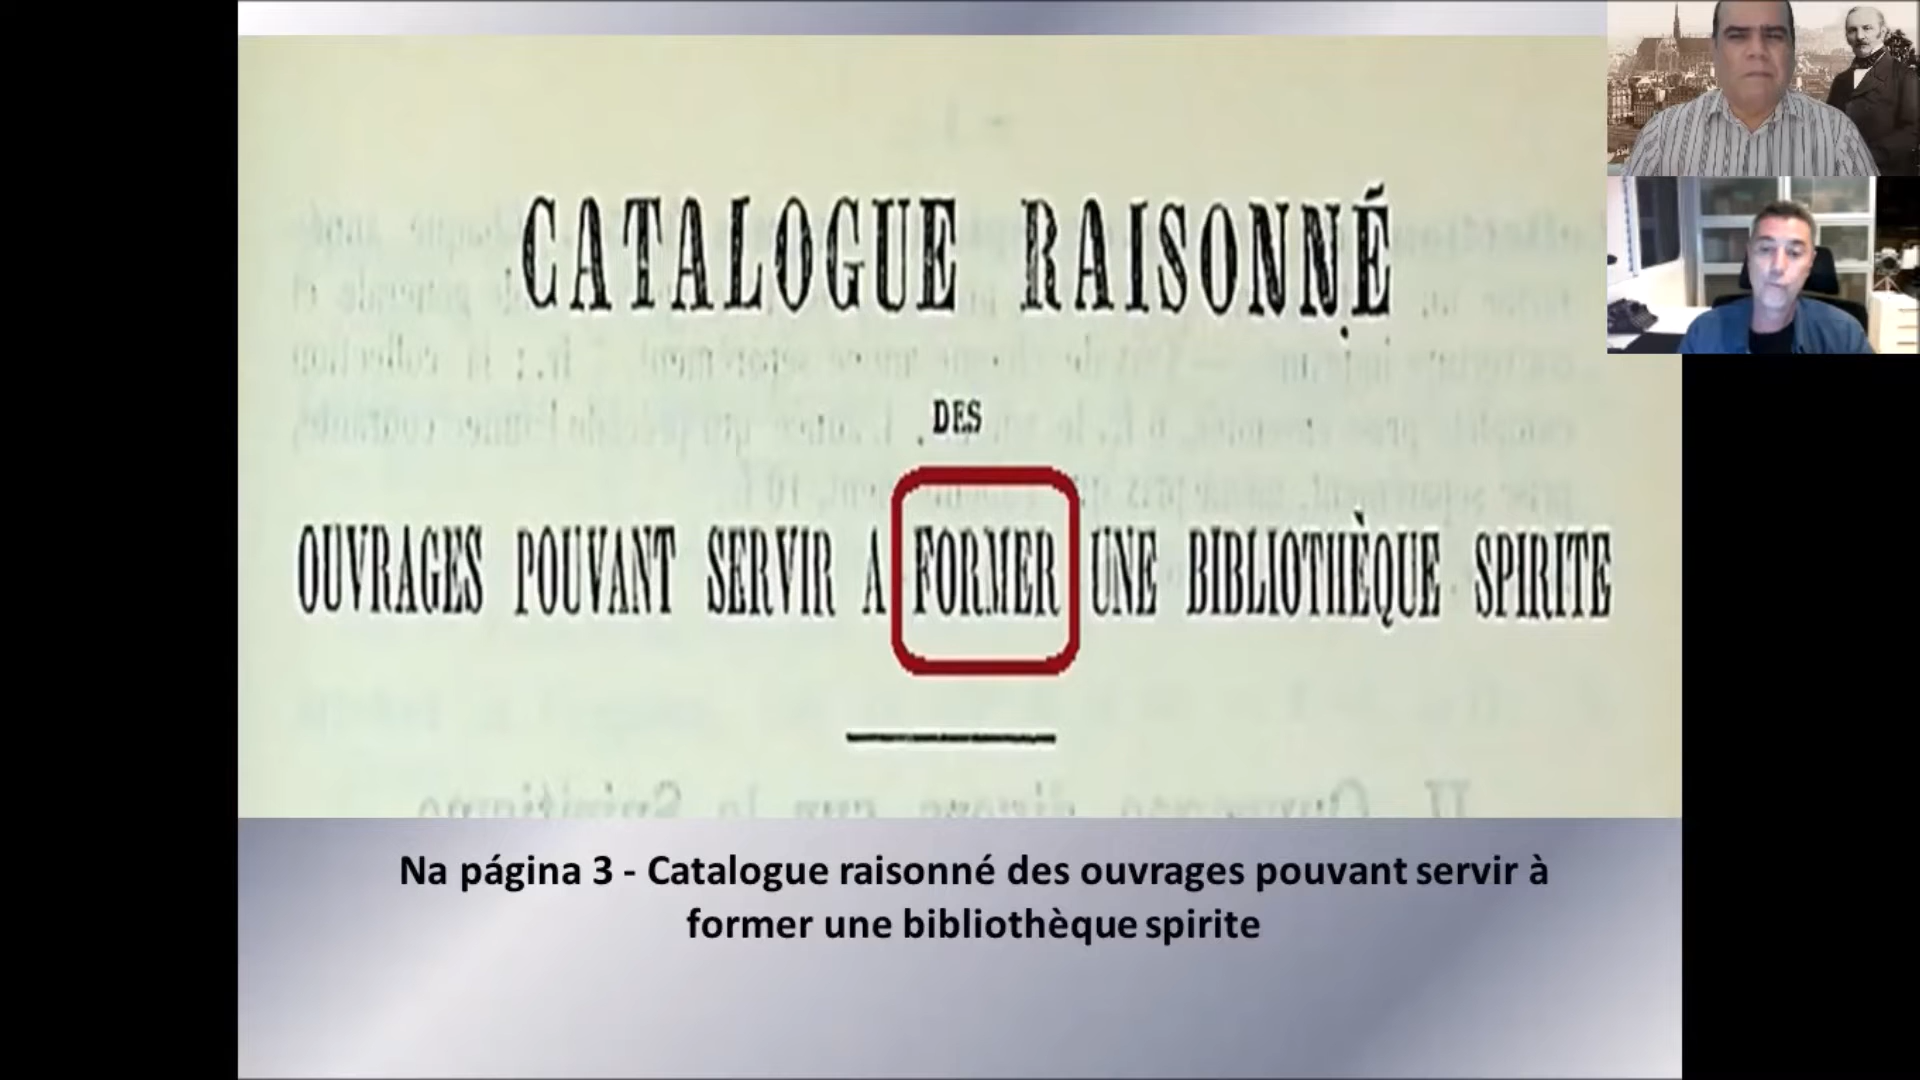 CATALOGUE RAISONNÉ
DES
OUVRAGES POUVANT SERVIR A FORMER UNE BIBLIOTHÈQUE SPIRITE
Na página 3 - Catalogue raisonné des ouvrages pouvant servir à
former une bibliothèque spirite